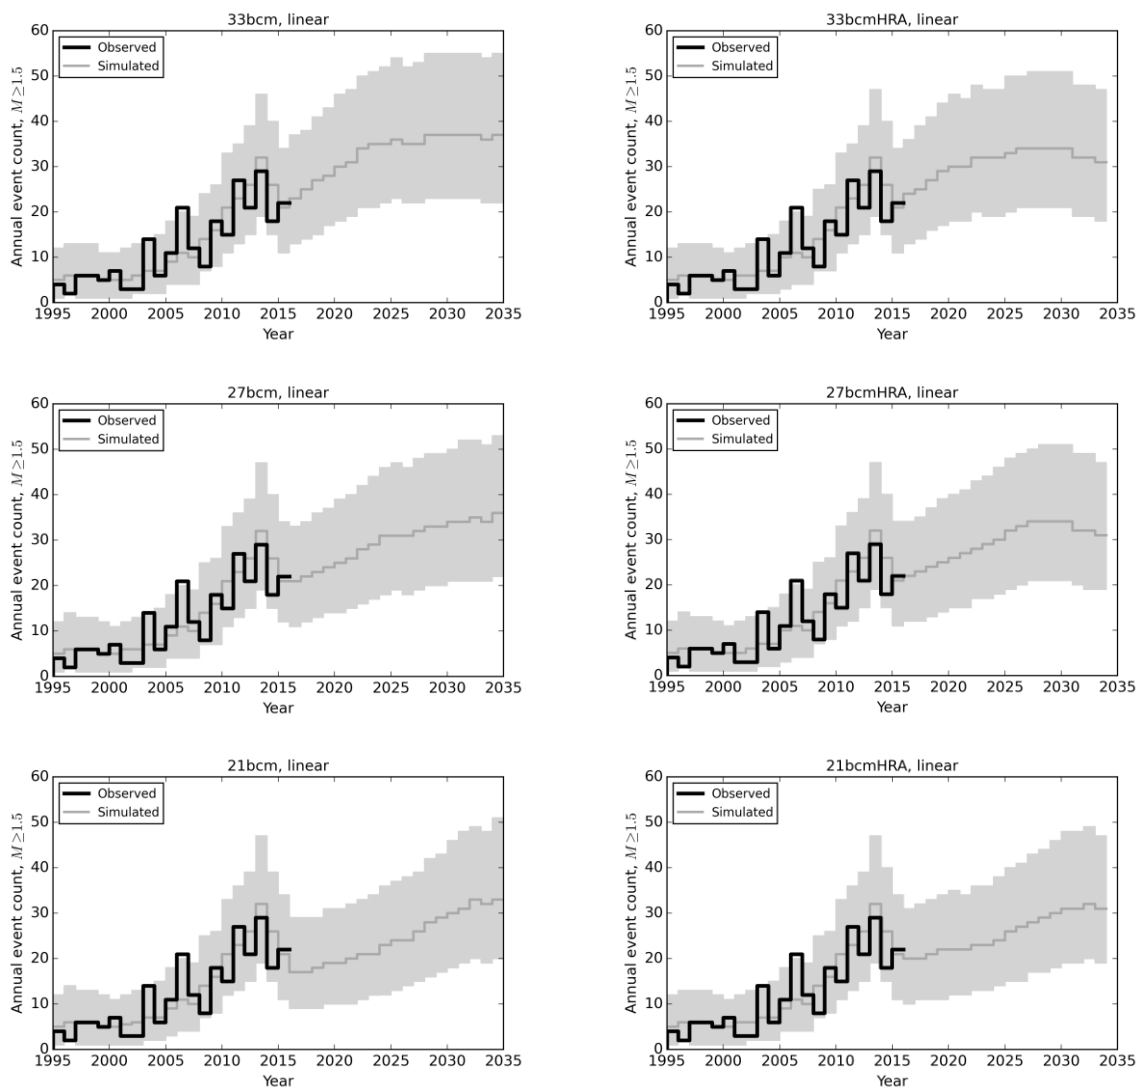 33bcm, linear
Observed
Simulated
Annual event count, M ≥1.5
60
50
40
30
20
10
0
1995 2000 2005 2010 2015 2020 2025 2030 2035
Year
33bcmHRA, linear
Observed
Simulated
Annual event count, M ≥1.5
60
50
40
30
20
10
0
1995 2000 2005 2010 2015 2020 2025 2030 2035
Year
27bcm, linear
Observed
Simulated
Annual event count, M ≥1.5
60
50
40
30
20
10
0
1995 2000 2005 2010 2015 2020 2025 2030 2035
Year
27bcmHRA, linear
Observed
Simulated
Annual event count, M ≥1.5
60
50
40
30
20
10
0
1995 2000 2005 2010 2015 2020 2025 2030 2035
Year
21bcm, linear
Observed
Simulated
Annual event count, M ≥1.5
60
50
40
30
20
10
0
1995 2000 2005 2010 2015 2020 2025 2030 2035
Year
21bcmHRA, linear
Observed
Simulated
Annual event count, M ≥1.5
60
50
40
30
20
10
0
1995 2000 2005 2010 2015 2020 2025 2030 2035
Year